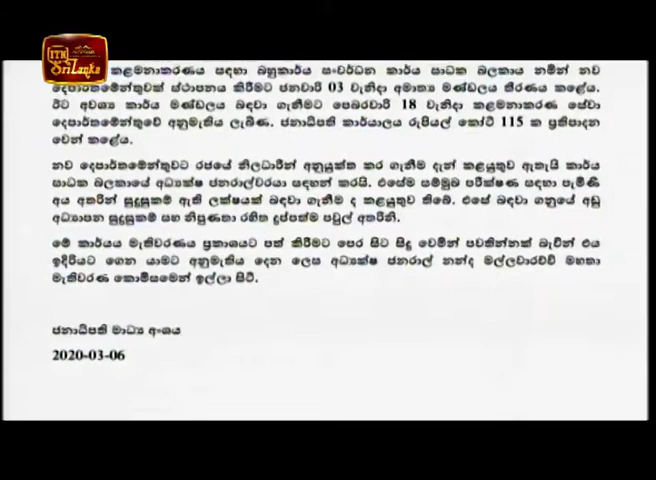 ITN
Sri Lanka
කළමනාකරණය සඳහා බහුකාර්ය සංවර්ධන කාර්ය සාධක බලකාය නමින් නව
දෙපාර්තමේන්තුවක් ස්ථාපනය කිරීමට ජනවාරි 03 වැනිදා අමාත්‍ය මණ්ඩලය තීරණය කළේය.
ඊට අවශ්‍ය කාර්ය මණ්ඩලය බඳවා ගැනීමට පෙබරවාරි 18 වැනිදා කළමනාකරණ සේවා
දෙපාර්තමේන්තුවේ අනුමැතිය ලැබිණ. ජනාධිපති කාර්යාලය රුපියල් කෝටි 115 ක ප්‍රතිපාදන
වෙන් කළේය.
නව දෙපාර්තමේන්තුවට රජයේ නිලධාරීන් අනුයුක්ත කර ගැනීම දැන් කළයුතුව ඇතැයි කාර්ය
සාධක බලකායේ අධ්‍යක්ෂ ජනරාල්වරයා සඳහන් කරයි. එසේම සම්මුඛ පරීක්ෂණ සඳහා පැමිණි
අය අතරින් සුදුසුකම් ඇති ලක්ෂයක් බඳවා ගැනීම ද කළයුතුව තිබේ. එසේ බඳවා ගනුයේ අඩු
අධ්‍යාපන සුදුසුකම් සහ නිපුණතා රහිත දුප්පත්ම පවුල් අතරිනි.
මේ කාර්යය මැතිවරණය ප්‍රකාශයට පත් කිරීමට පෙර සිට සිදු වෙමින් පවතින්නක් බැවින් එය
ඉදිරියට ගෙන යාමට අනුමැතිය දෙන ලෙස අධ්‍යක්ෂ ජනරාල් නන්ද මල්ලවාරච්චි මහතා
මැතිවරණ කොමිසමෙන් ඉල්ලා සිටී.
ජනාධිපති මාධ්‍ය අංශය
2020-03-06